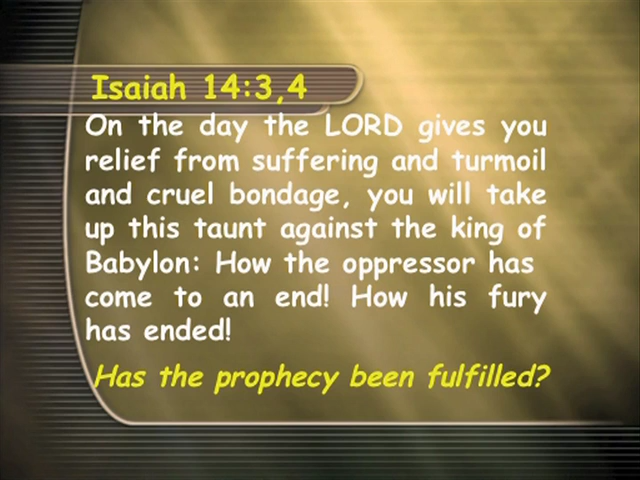 Isaiah 14:3,4
On the day the LORD gives you
relief from suffering and turmoil
and cruel bondage, you will take
up this taunt against the king of
Babylon: How the oppressor has
come to an end! How his fury
has ended!
Has the prophecy been fulfilled?